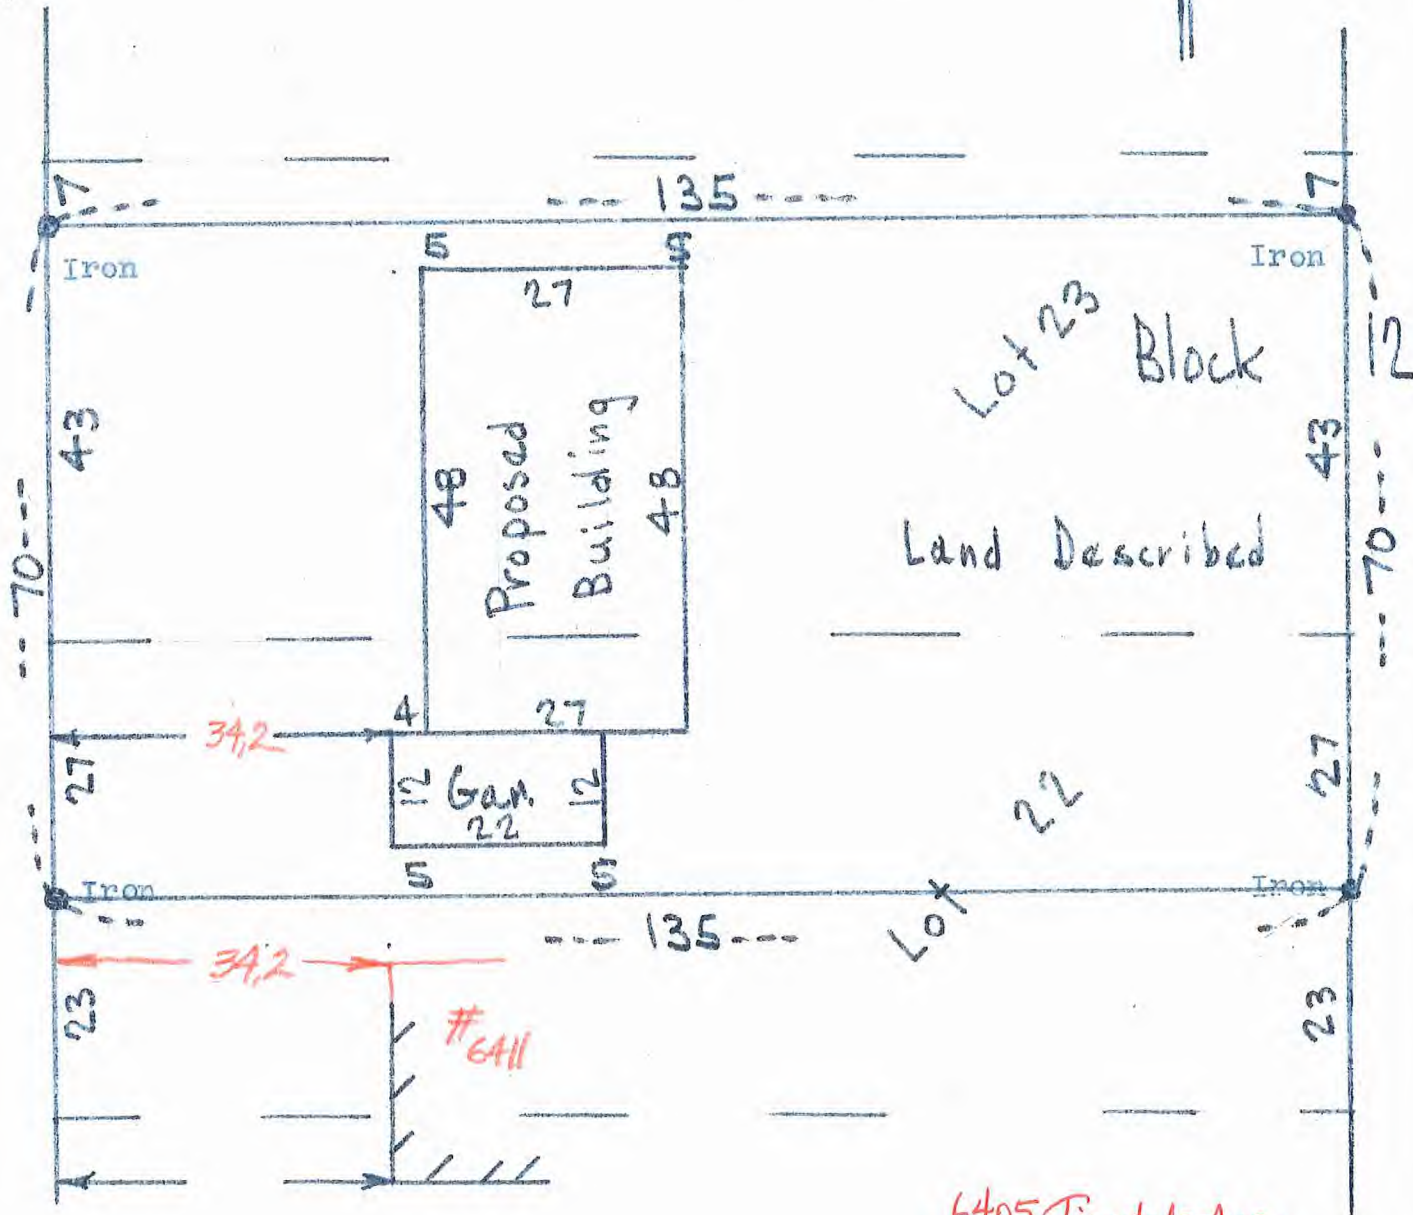 7
--- 135 ----
7
Iron
5
5
Iron
27
Lot 23
Block
12
43
48
Proposed
Building
48
43
Land Described
-- 70 ---
--- 70 ---
4
27
34,2
27
12
Gar.
12
22
27
22
5
5
Iron
Iron
--- 135 ---
Lot
34,2
23
#6411
23